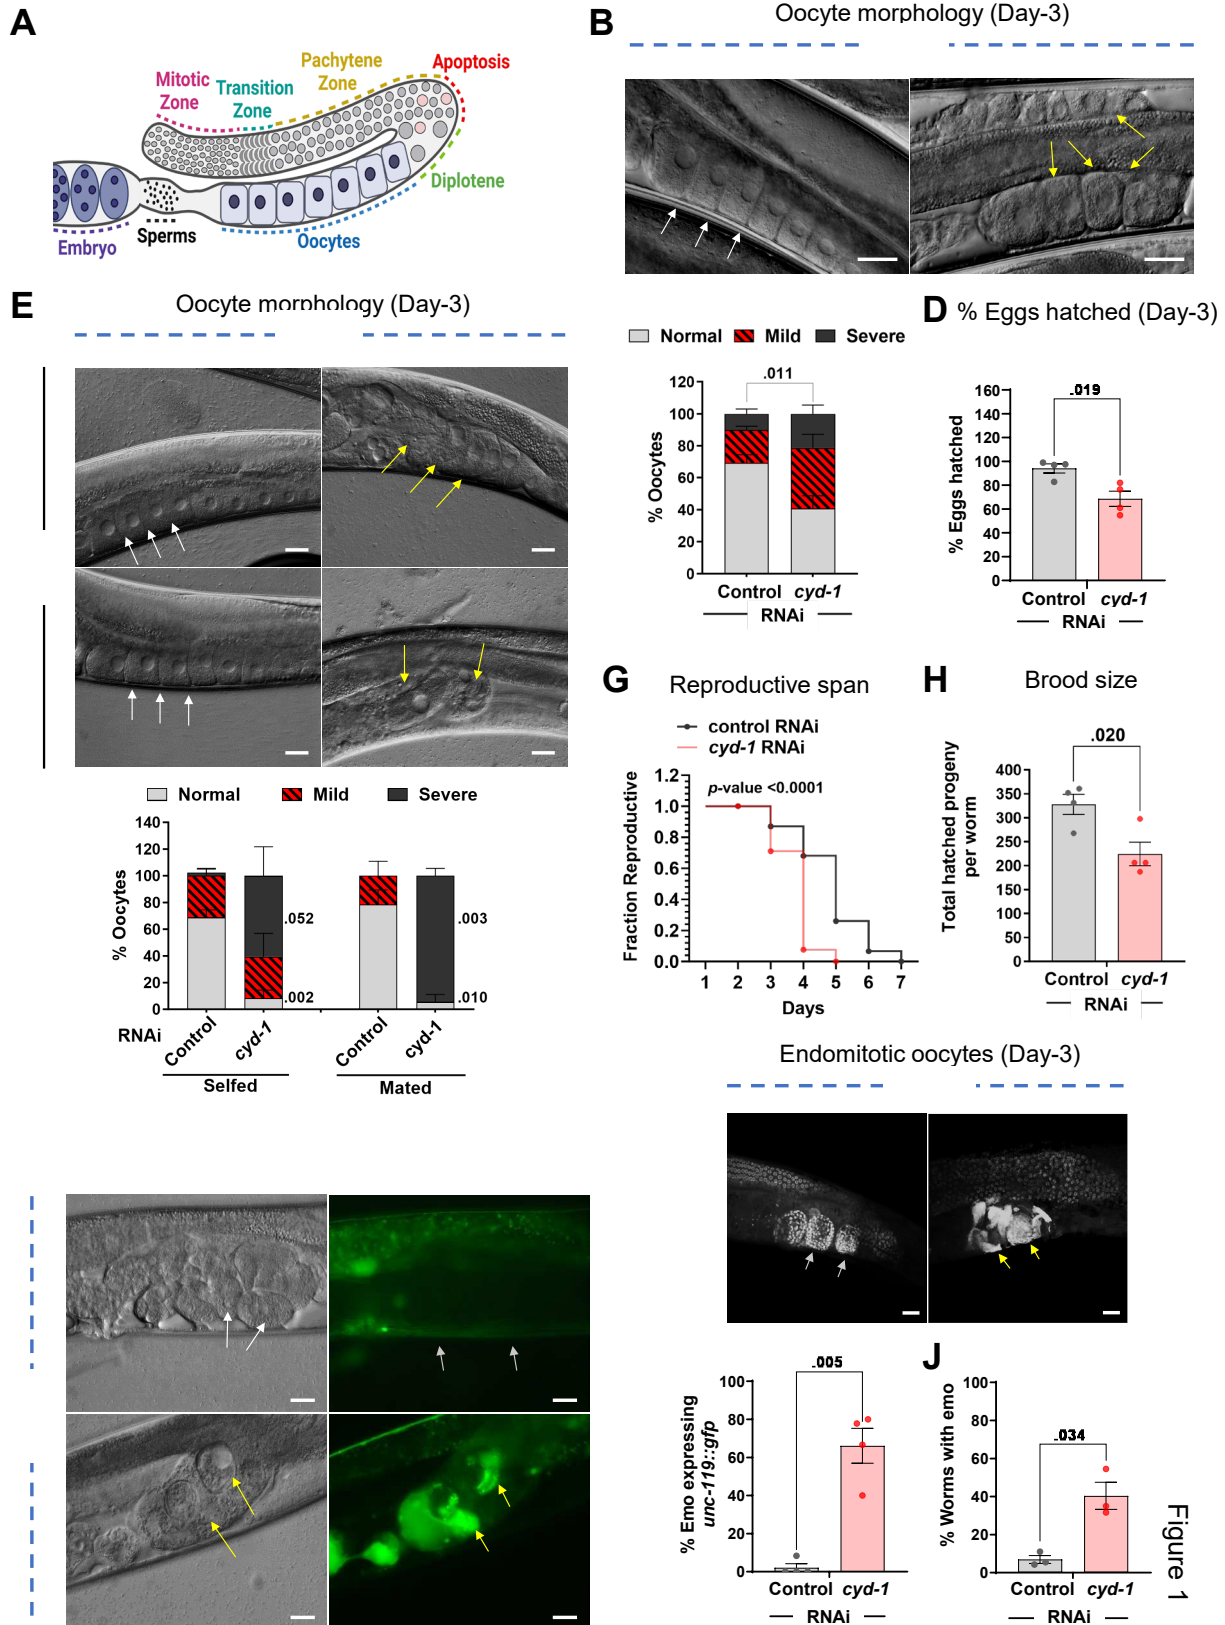 A
Mitotic
Zone
Transition
Zone
Pachytene
Zone
Apoptosis
Diplotene
Oocytes
Sperms
Embryo
B
Oocyte morphology (Day-3)
Normal
Mild
Severe
% Oocytes
120
100
80
60
40
20
0
.011
Control
cyd-1
RNAi
D
% Eggs hatched (Day-3)
% Eggs hatched
160
140
120
100
80
60
40
20
0
.019
Control
cyd-1
RNAi
E
Oocyte morphology (Day-3)
Normal
Mild
Severe
% Oocytes
140
120
100
80
60
40
20
0
.052
.002
.003
.010
RNAi
Control
cyd-1
Control
cyd-1
Selfed
Mated
G
Reproductive span
control RNAi
cyd-1 RNAi
p-value <0.0001
Fraction Reproductive
1.2
1.0
0.8
0.6
0.4
0.2
0.0
1 2 3 4 5 6 7
Days
H
Brood size
Total hatched progeny
per worm
400
350
300
250
200
150
100
50
0
.020
Control
cyd-1
RNAi
Endomitotic oocytes (Day-3)
% Emo expressing
unc-119::gfp
100
80
60
40
20
0
.005
Control
cyd-1
RNAi
J
% Worms with emo
100
80
60
40
20
0
.034
Control
cyd-1
RNAi
Figure 1